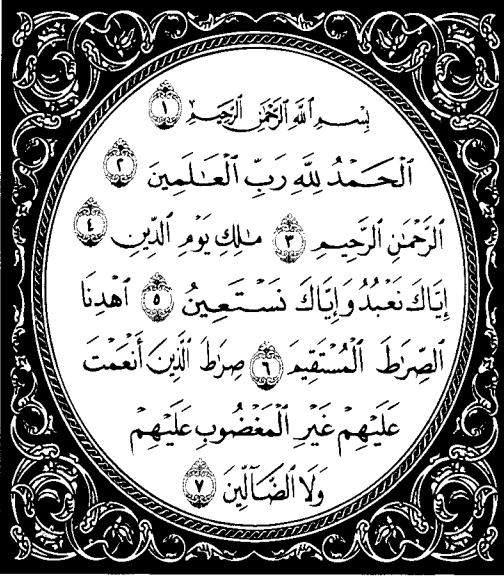 بِسْمِ ٱللَّهِ ٱلرَّحْمَٰنِ ٱلرَّحِيمِ ١
ٱلْحَمْدُ لِلَّهِ رَبِّ ٱلْعَٰلَمِينَ ٢
ٱلرَّحْمَٰنِ ٱلرَّحِيمِ ٣ مَٰلِكِ يَوْمِ ٱلدِّينِ ٤
إِيَّاكَ نَعْبُدُ وَإِيَّاكَ نَسْتَعِينُ ٥ ٱهْدِنَا
ٱلصِّرَٰطَ ٱلْمُسْتَقِيمَ ٦ صِرَٰطَ ٱلَّذِينَ أَنْعَمْتَ
عَلَيْهِمْ غَيْرِ ٱلْمَغْضُوبِ عَلَيْهِمْ
وَلَا ٱلضَّآلِّينَ ٧